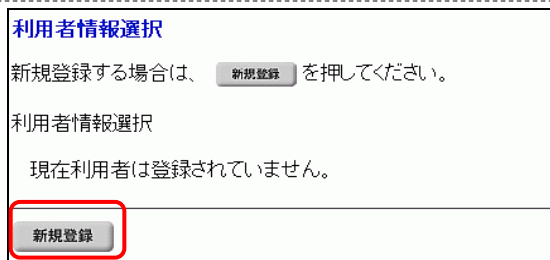 利用者情報選択
新規登録する場合は、 新規登録 を押してください。
利用者情報選択
現在利用者は登録されていません。
新規登録